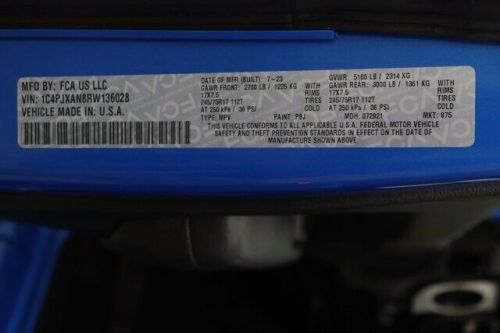 MFD BY: FCA US LLC
VIN: 1C4PJXAN8RW136028
VEHICLE MADE IN: U.S.A.
DATE OF MFR (BUILT): 7-23
GVWR: 5100 LB / 2314 KG
GAWR FRONT: 2700 LB / 1225 KG WITH
GAWR REAR: 3000 LB / 1361 KG WITH
17X7.5 RIMS 17X7.5 RIMS
245/75R17 112T TIRES 245/75R17 112T TIRES
AT 250 kPa / 36 PSI COLD AT 250 kPa / 36 PSI COLD
TYPE: MPV PAINT: PBJ MDH: 072921 MKT: 875
THIS VEHICLE CONFORMS TO ALL APPLICABLE U.S.A. FEDERAL MOTOR VEHICLE
SAFETY AND THEFT PREVENTION STANDARDS IN EFFECT ON THE DATE OF MANUFACTURE
SHOWN ABOVE.